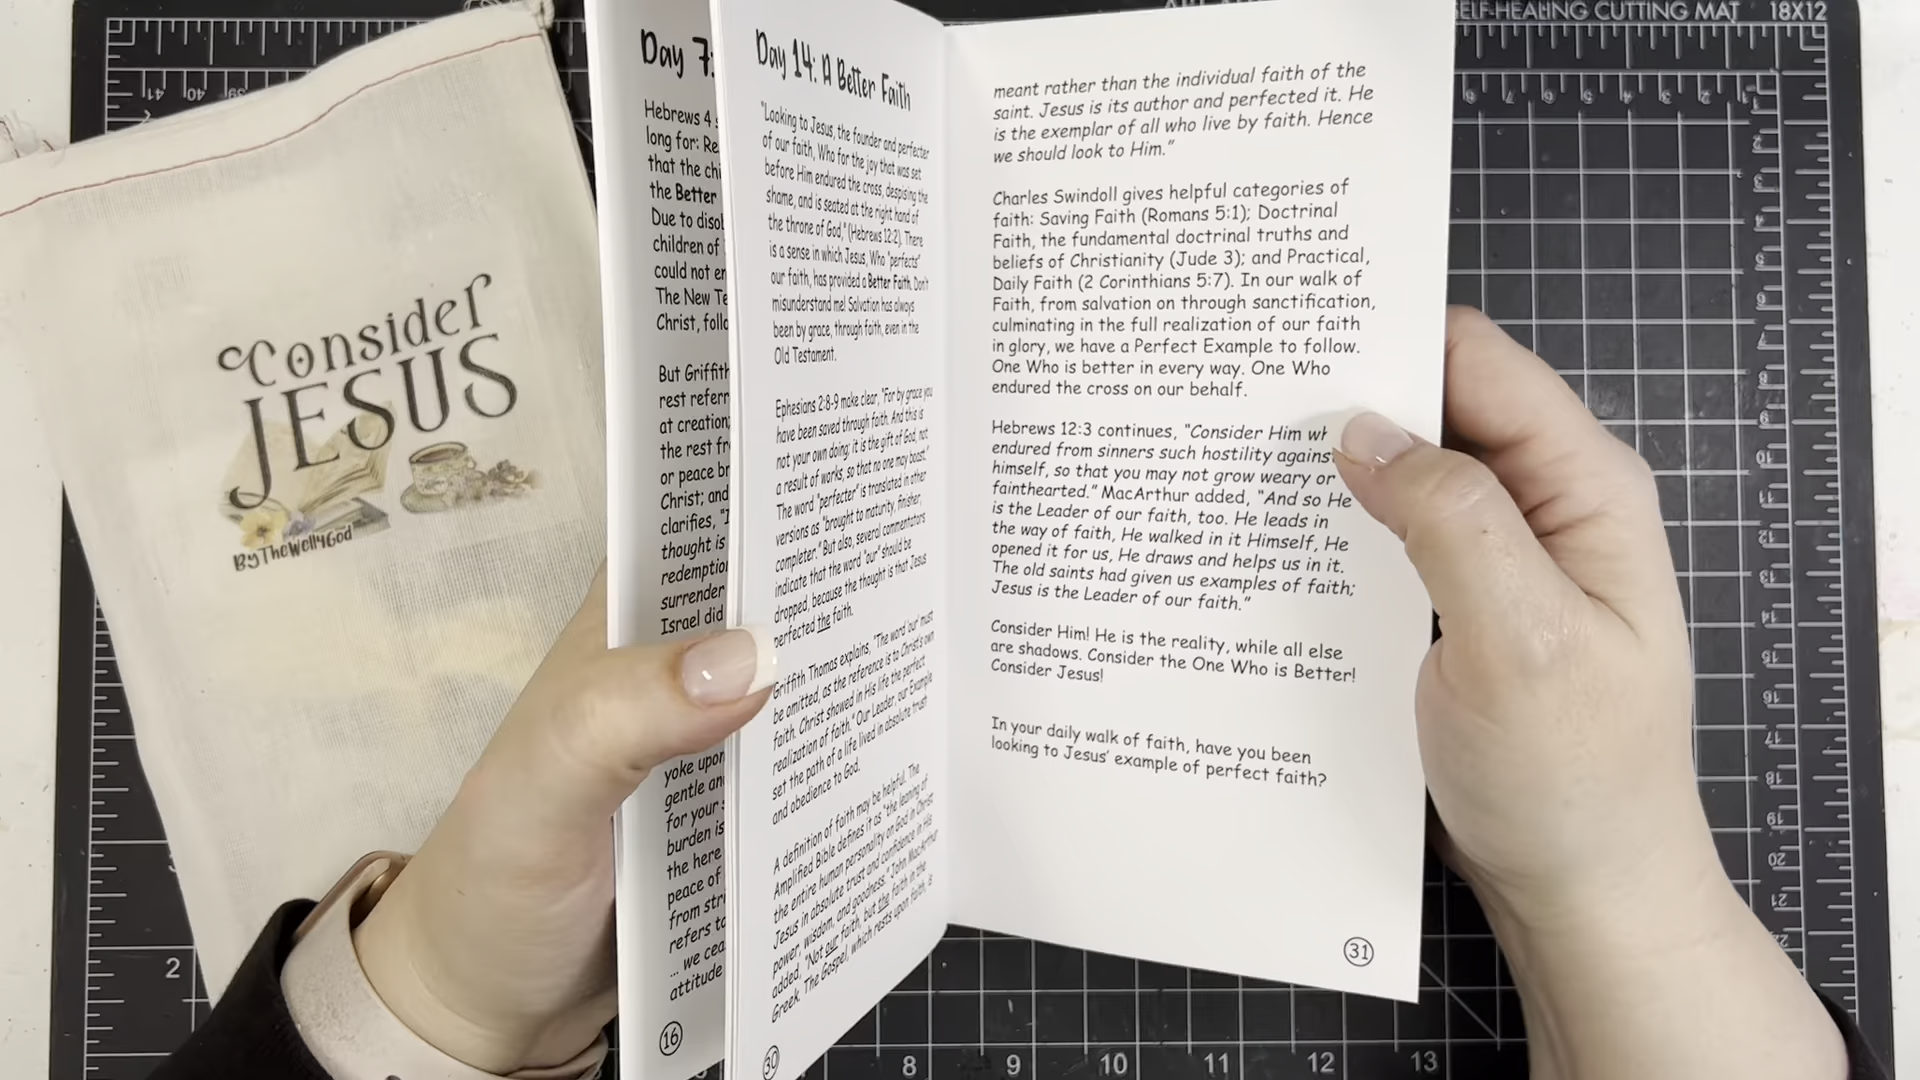 SELF-HEALING CUTTING MAT 18X12
Consider
JESUS
ByTheWell4God
Day 7:
Hebrews 4
long for: Re
that the chi
the Better
Due to disob
children of
could not en
The New Te
Christ, follo
But Griffith
rest referr
at creation;
the rest fr
or peace br
Christ; and
clarifies, "I
thought is
redemption
surrender
Israel did
yoke upon
gentle and
for your s
burden is
the here
peace of
from stri
refers to
... we cea
attitude
16
Day 14: A Better Faith
"Looking to Jesus, the founder and perfecter
of our faith, Who for the joy that was set
before Him endured the cross, despising the
shame, and is seated at the right hand of
the throne of God," (Hebrews 12:2). There
is a sense in which Jesus, Who "perfects"
our faith, has provided a Better Faith. Don't
misunderstand me! Salvation has always
been by grace, through faith, even in the
Old Testament.
Ephesians 2:8-9 make clear, "For by grace you
have been saved through faith. And this is
not your own doing; it is the gift of God, not
a result of works, so that no one may boast."
The word "perfecter" is translated in other
versions as "brought to maturity, finisher,
completer." But also, several commentators
indicate that the word "our" should be
dropped, because the thought is that Jesus
perfected the faith.
Griffith Thomas explains, "The word 'our' must
be omitted, as the reference is to Christ's own
faith. Christ showed in His life the perfect
realization of faith." Our Leader, our Example
set the path of a life lived in absolute trust
and obedience to God.
A definition of faith may be helpful. The
Amplified Bible defines it as "the leaning of
the entire human personality on God in Christ
Jesus in absolute trust and confidence in His
power, wisdom, and goodness." John MacArthur
added, "Not our faith, but the faith in the
Greek. The Gospel, which rests upon faith, is
30
meant rather than the individual faith of the
saint. Jesus is its author and perfected it. He
is the exemplar of all who live by faith. Hence
we should look to Him."
Charles Swindoll gives helpful categories of
faith: Saving Faith (Romans 5:1); Doctrinal
Faith, the fundamental doctrinal truths and
beliefs of Christianity (Jude 3); and Practical,
Daily Faith (2 Corinthians 5:7). In our walk of
Faith, from salvation on through sanctification,
culminating in the full realization of our faith
in glory, we have a Perfect Example to follow.
One Who is better in every way. One Who
endured the cross on our behalf.
Hebrews 12:3 continues, "Consider Him wh
endured from sinners such hostility against
himself, so that you may not grow weary or
fainthearted." MacArthur added, "And so He
is the Leader of our faith, too. He leads in
the way of faith, He walked in it Himself, He
opened it for us, He draws and helps us in it.
The old saints had given us examples of faith;
Jesus is the Leader of our faith."
Consider Him! He is the reality, while all else
are shadows. Consider the One Who is Better!
Consider Jesus!
In your daily walk of faith, have you been
looking to Jesus' example of perfect faith?
31
2
8 9 10 11 12 13